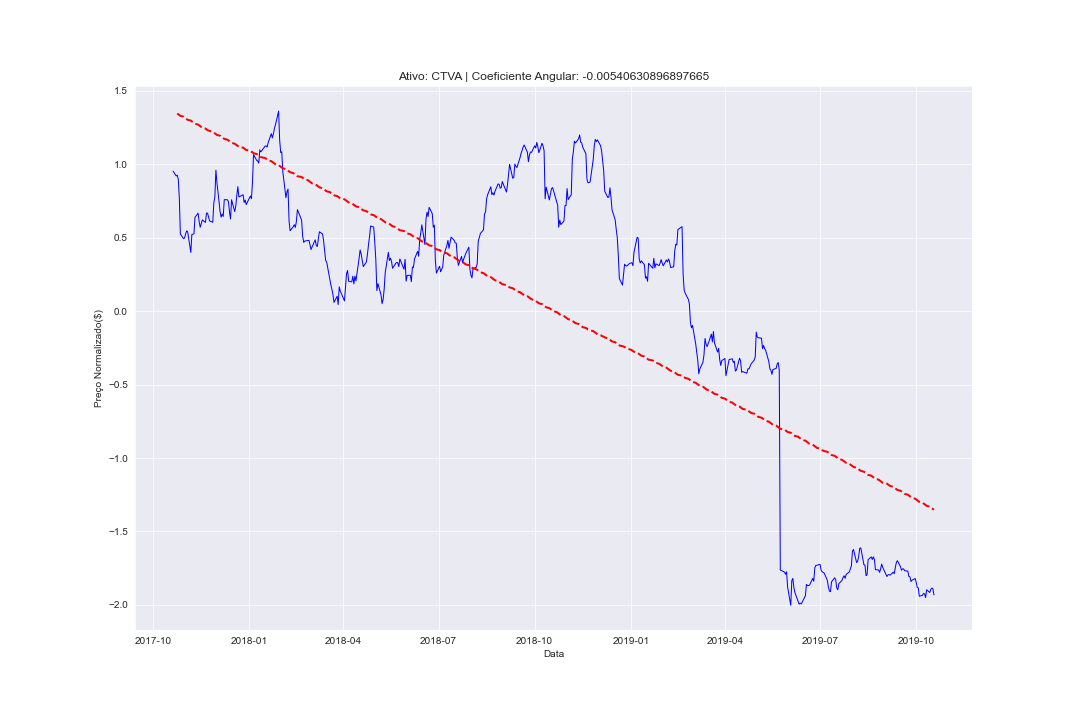 Ativo: CTVA | Coeficiente Angular: -0.00540630896897665
1.5
1.0
0.5
0.0
−0.5
−1.0
−1.5
−2.0
Preço Normalizado($)
2017-10 2018-01 2018-04 2018-07 2018-10 2019-01 2019-04 2019-07 2019-10
Data